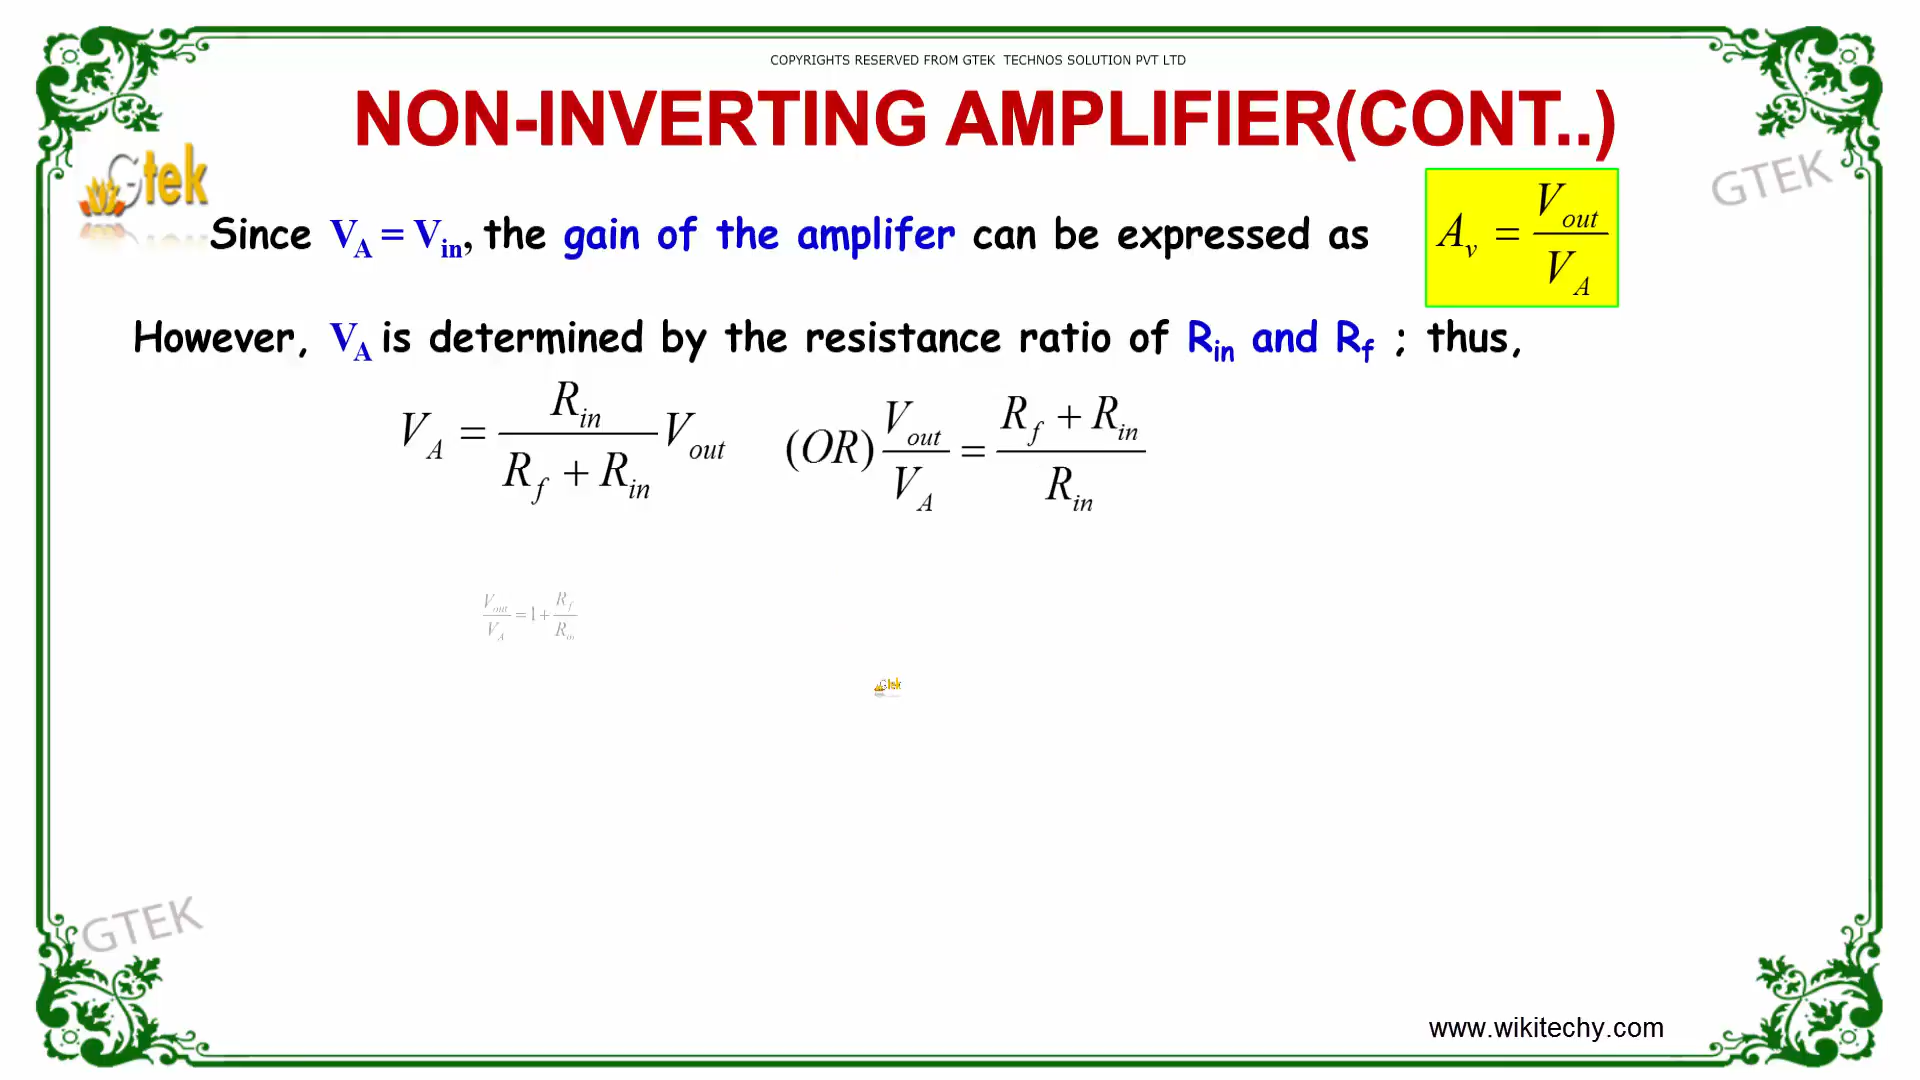 COPYRIGHTS RESERVED FROM GTEK TECHNOS SOLUTION PVT LTD
NON-INVERTING AMPLIFIER(CONT..)
Gtek
GTEK
Since V_A = V_in, the gain of the amplifer can be expressed as A_v = V_out / V_A
However, V_A is determined by the resistance ratio of R_in and R_f ; thus,
V_A = R_in / (R_f + R_in) V_out (OR) V_out / V_A = (R_f + R_in) / R_in
V_out / V_A = 1 + R_f / R_in
Gtek
GTEK
www.wikitechy.com